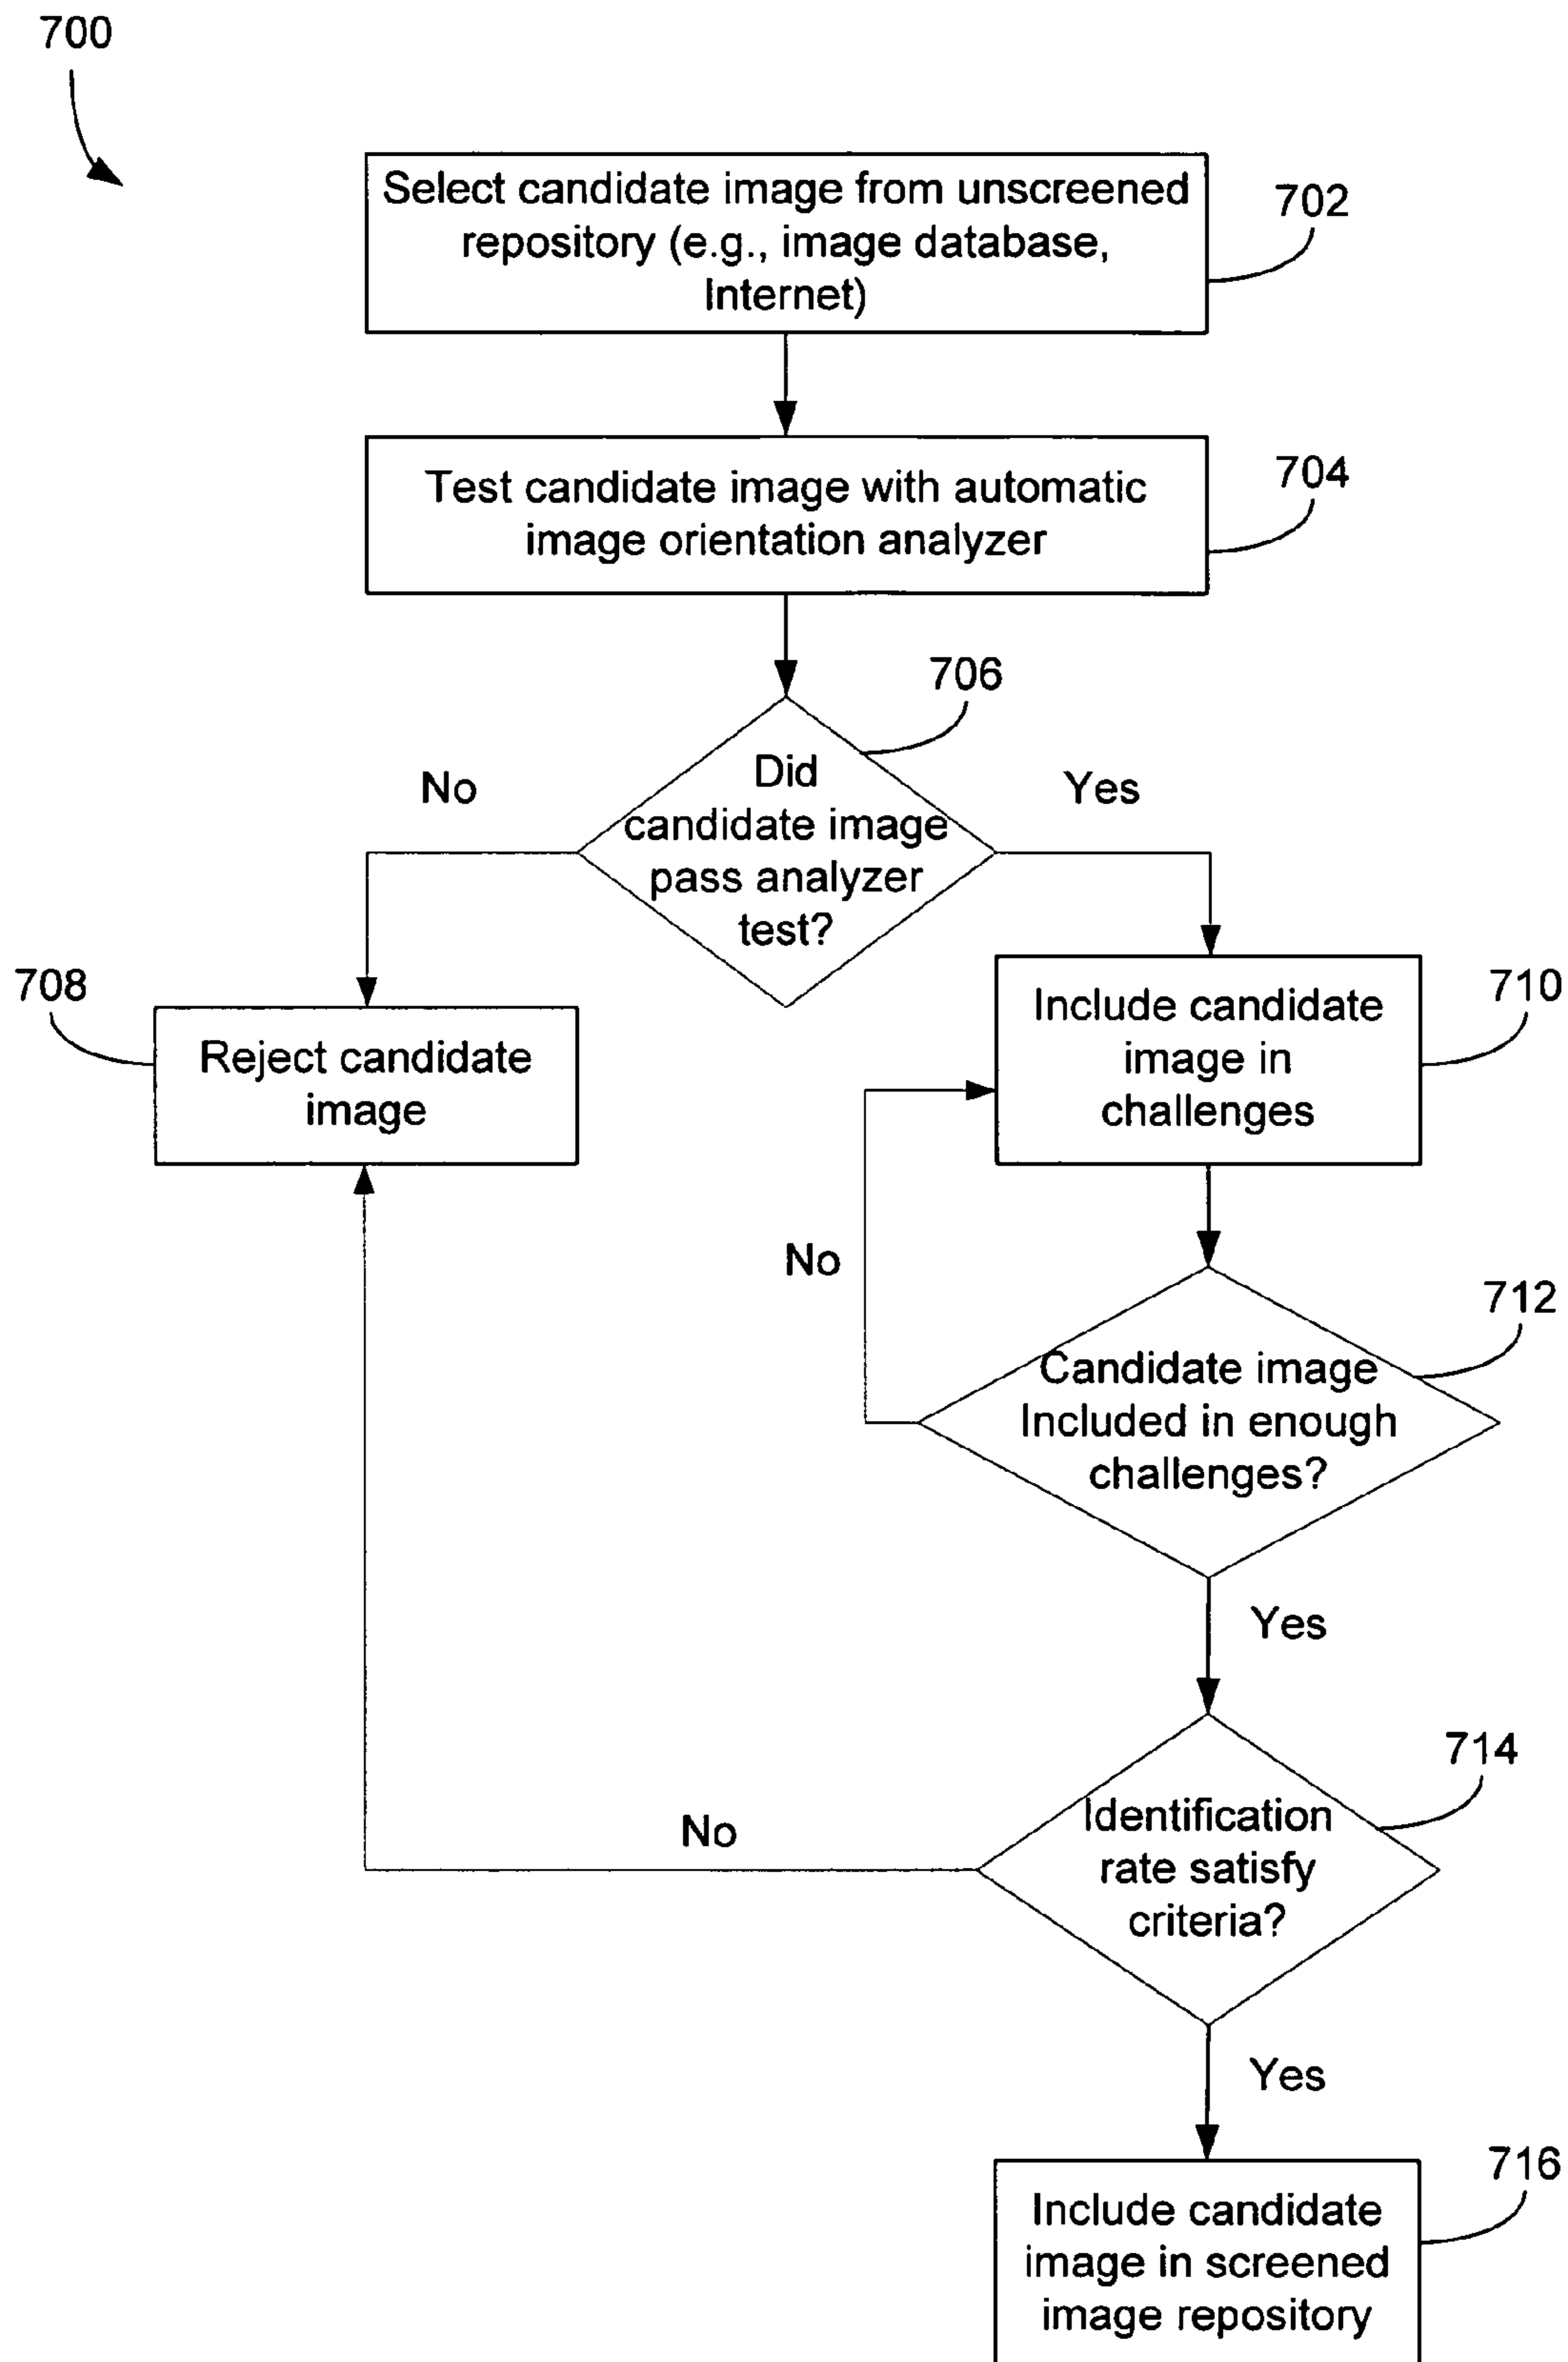 700
Select candidate image from unscreened
repository (e.g., image database,
Internet)
702
Test candidate image with automatic
image orientation analyzer
704
706
Did
candidate image
pass analyzer
test?
No
Yes
708
Reject candidate
image
710
Include candidate
image in
challenges
No
712
Candidate image
Included in enough
challenges?
Yes
714
Identification
rate satisfy
criteria?
No
Yes
716
Include candidate
image in screened
image repository